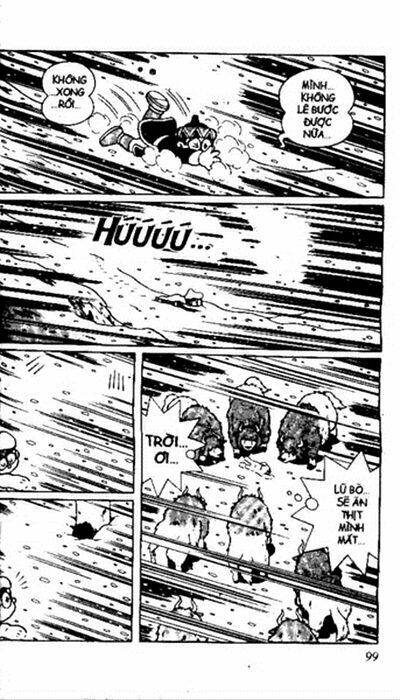 KHÔNG
XONG
...RỒI...
MÌNH...
KHÔNG
LÊ BƯỚC
ĐƯỢC
NỮA...
HÚÚÚÚ...
TRỜI...
ƠI...
LŨ BÒ...
SẼ ĂN
THỊT
MÌNH
MẤT...
99